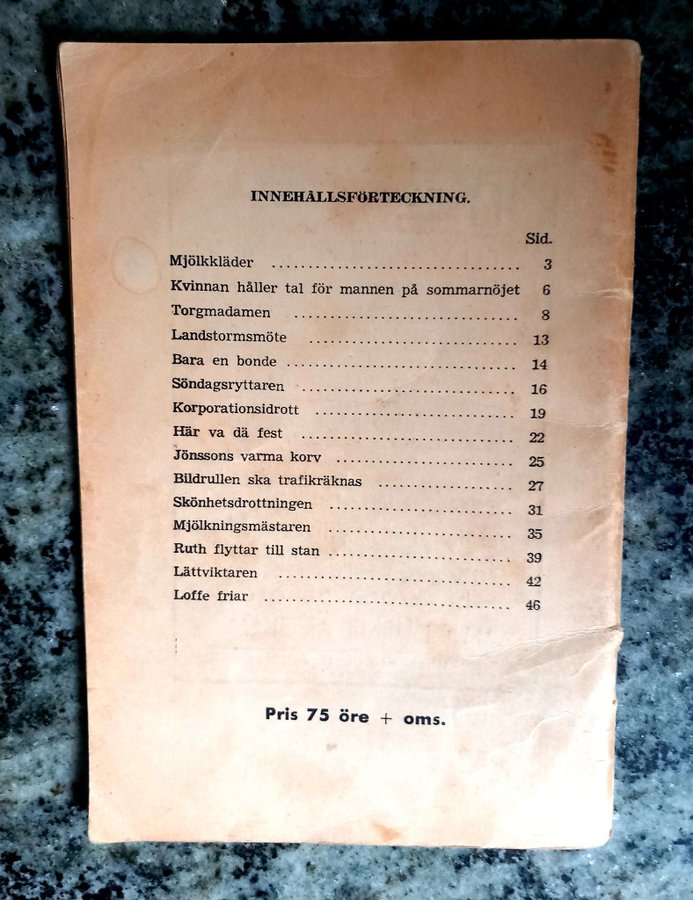 INNEHÅLLSFÖRTECKNING.
Sid.
Mjölkkläder ................................ 3
Kvinnan håller tal för mannen på sommarnöjet 6
Torgmadamen ............................. 8
Landstormsmöte ........................... 13
Bara en bonde .............................. 14
Söndagsryttaren ........................... 16
Korporationsidrott ......................... 19
Här va dä fest ........................... 22
Jönssons varma korv ...................... 25
Bildrullen ska trafikräknas ................. 27
Skönhetsdrottningen ....................... 31
Mjölkningsmästaren ....................... 35
Ruth flyttar till stan ....................... 39
Lättviktaren .............................. 42
Loffe friar ................................ 46
Pris 75 öre + oms.